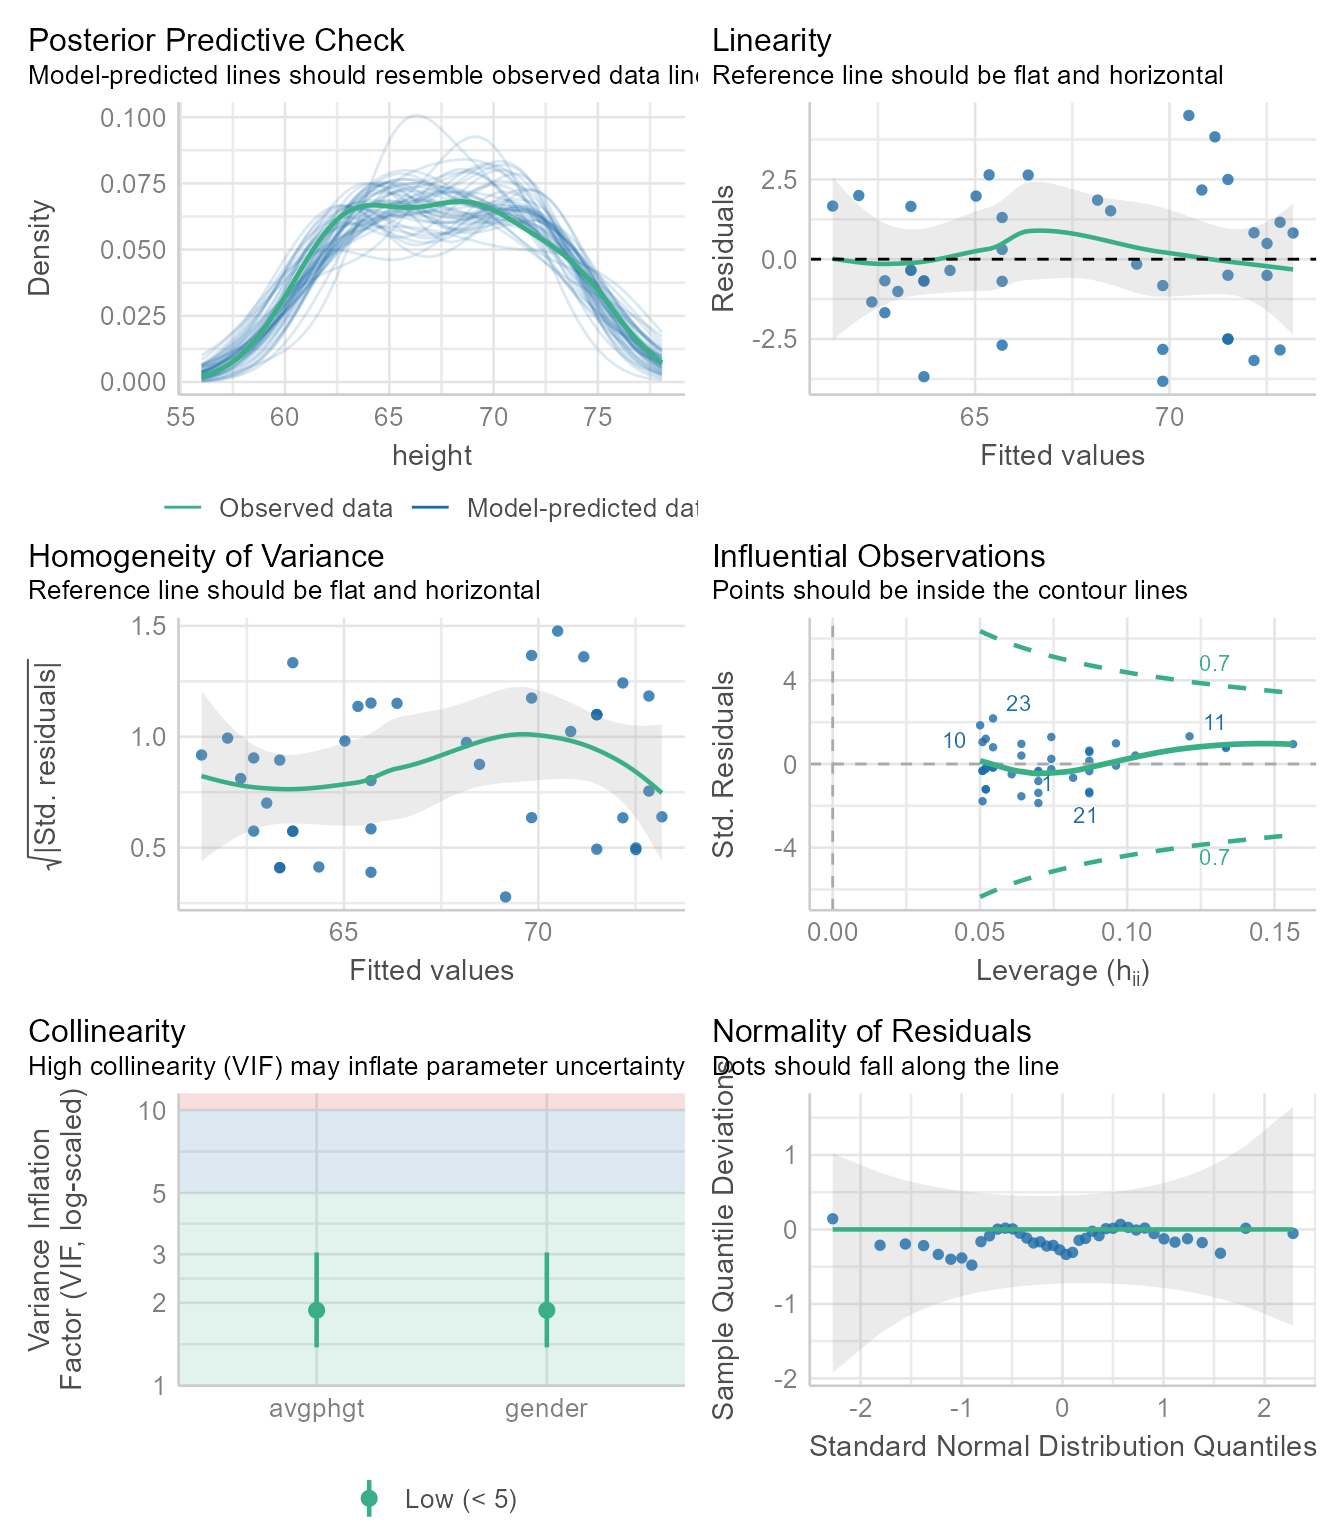 Posterior Predictive Check
Model-predicted lines should resemble observed data line
Density
0.100
0.075
0.050
0.025
0.000
55 60 65 70 75
height
Observed data Model-predicted dat
Linearity
Reference line should be flat and horizontal
Residuals
2.5
0.0
-2.5
65 70
Fitted values
Homogeneity of Variance
Reference line should be flat and horizontal
√|Std. residuals|
1.5
1.0
0.5
65 70
Fitted values
Influential Observations
Points should be inside the contour lines
Std. Residuals
4
0
-4
0.7
23
11
10
1
21
0.7
0.00 0.05 0.10 0.15
Leverage (hii)
Collinearity
High collinearity (VIF) may inflate parameter uncertainty
Variance Inflation
Factor (VIF, log-scaled)
10
5
3
2
1
avgphgt gender
Low (< 5)
Normality of Residuals
Dots should fall along the line
Sample Quantile Deviations
1
0
-1
-2
-2 -1 0 1 2
Standard Normal Distribution Quantiles